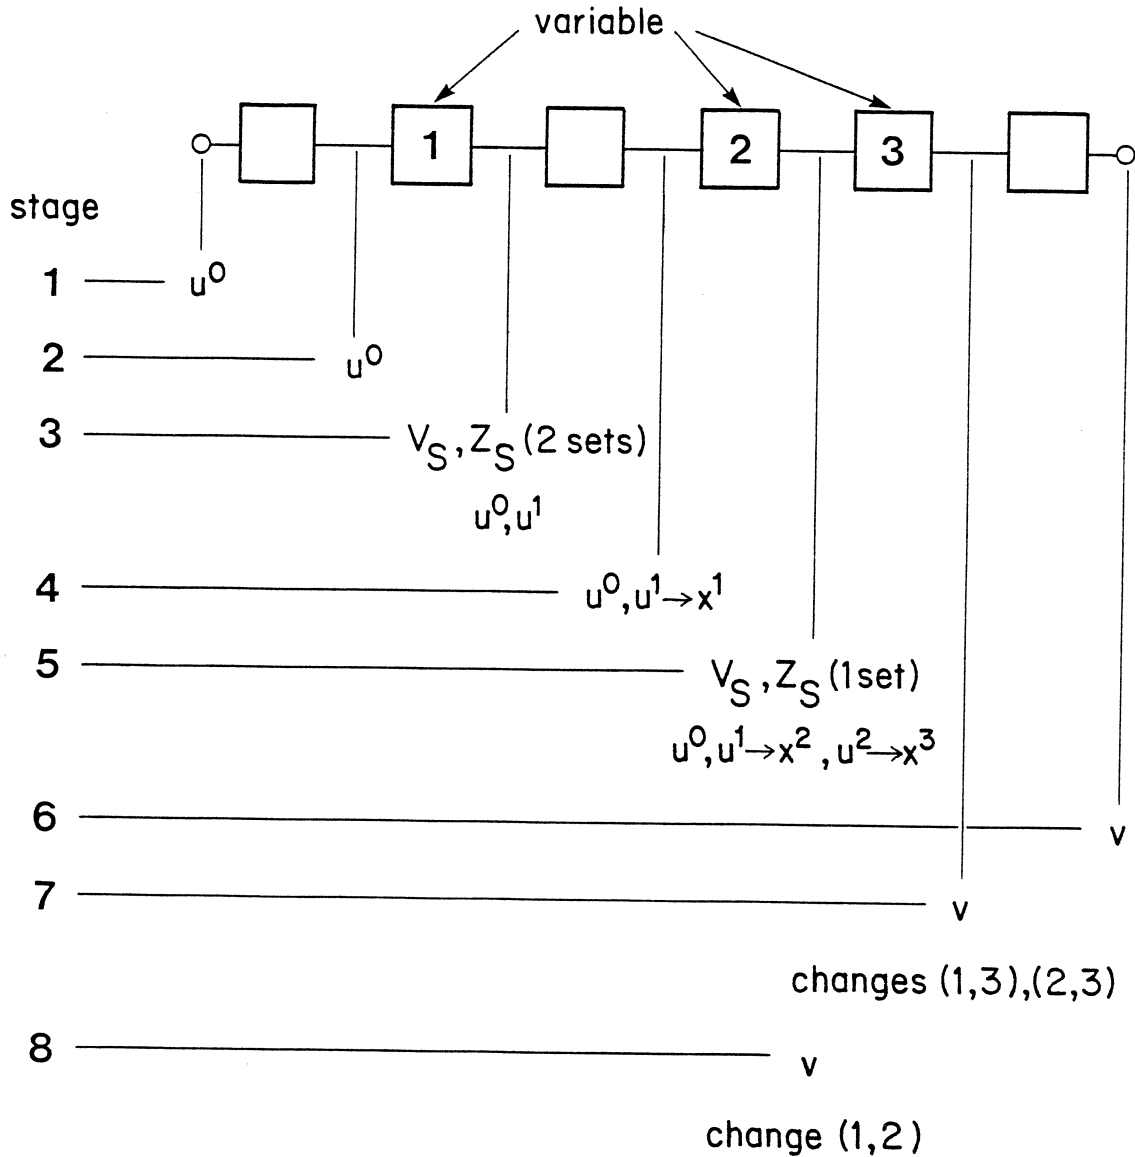 variable
1 2 3
stage
1 u⁰
2 u⁰
3 V_S, Z_S (2 sets)
u⁰, u¹
4 u⁰, u¹→x¹
5 V_S, Z_S (1 set)
u⁰, u¹→x², u²→x³
6 v
7 v
changes (1,3),(2,3)
8 v
change (1,2)